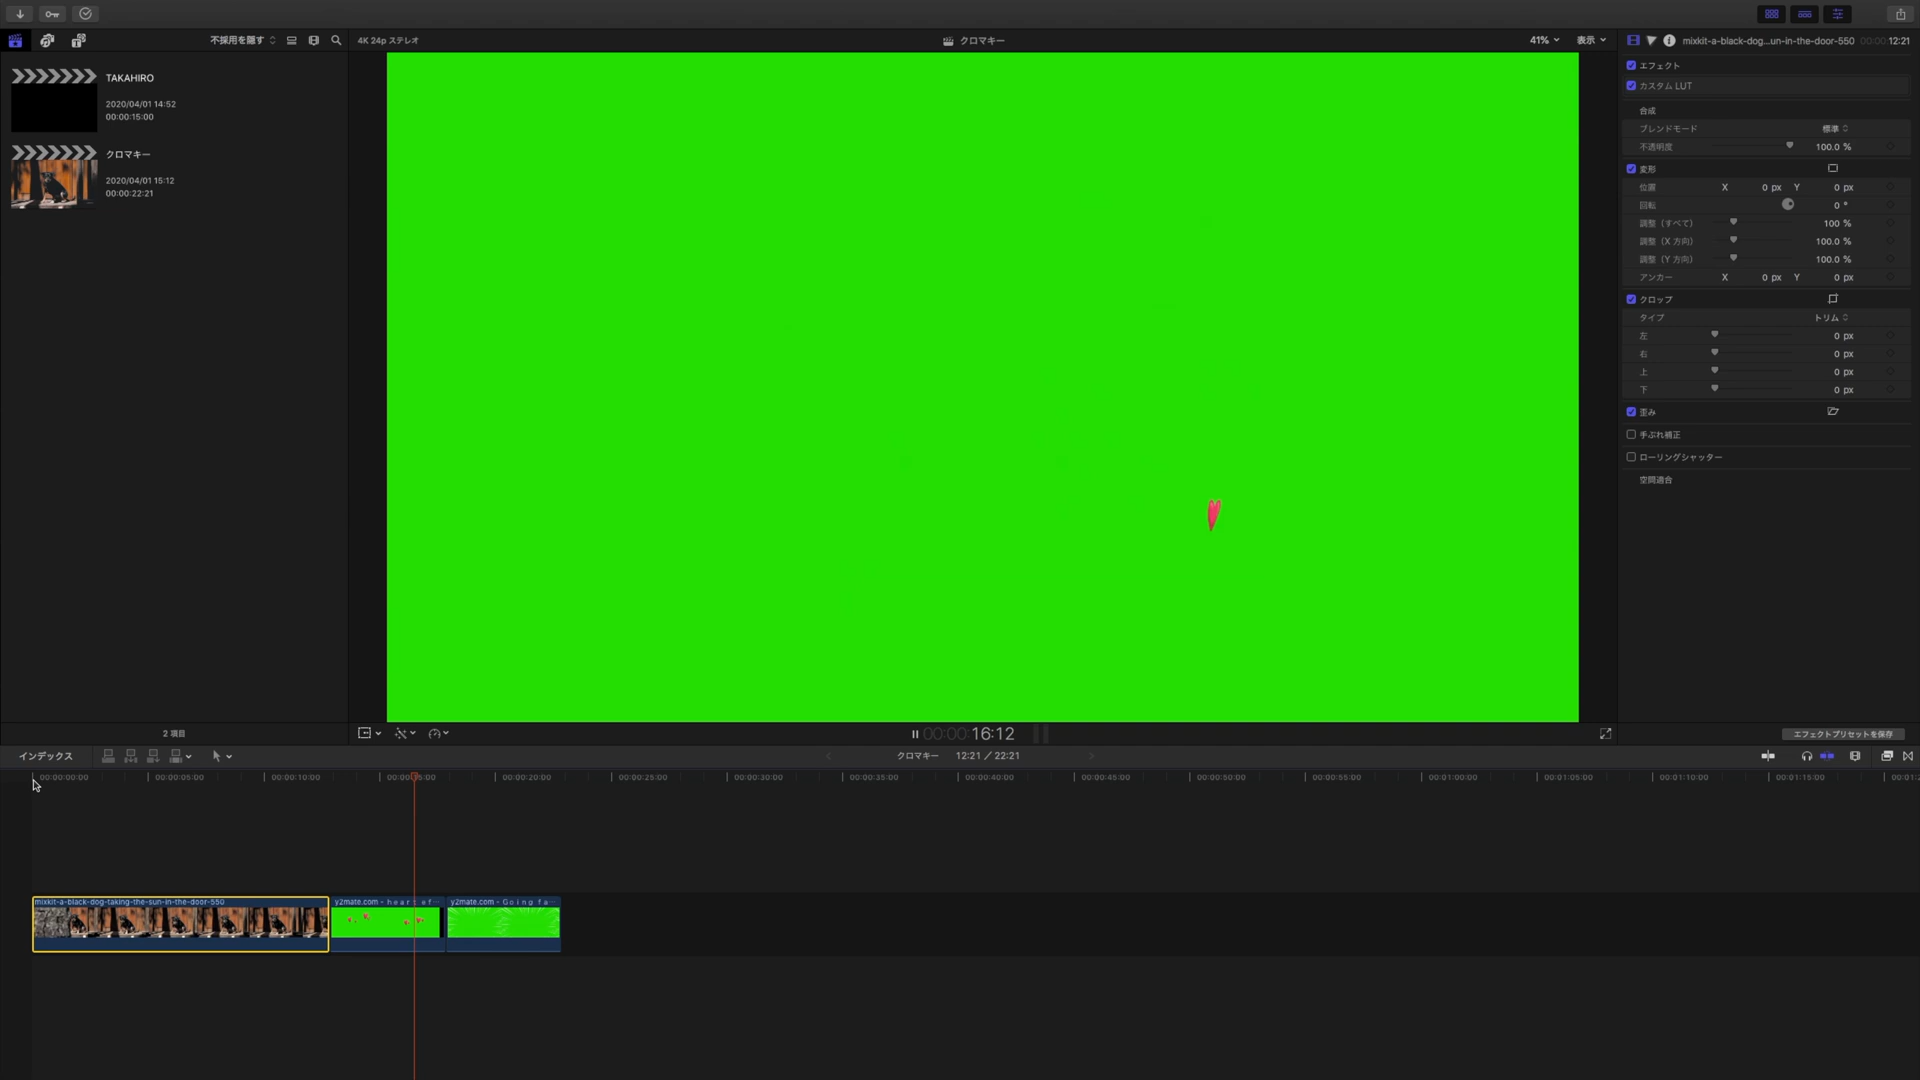 不採用を隠す
4K 24p ステレオ
クロマキー
41%
表示
mixkit-a-black-dog...un-in-the-door-550
00:00:12:21
TAKAHIRO
2020/04/01 14:52
00:00:15:00
クロマキー
2020/04/01 15:12
00:00:22:21
エフェクト
カスタム LUT
合成
ブレンドモード 標準
不透明度 100.0 %
変形
位置 X 0 px Y 0 px
回転 0 °
調整（すべて） 100 %
調整（X 方向） 100.0 %
調整（Y 方向） 100.0 %
アンカー X 0 px Y 0 px
クロップ
タイプ トリム
左 0 px
右 0 px
上 0 px
下 0 px
歪み
手ぶれ補正
ローリングシャッター
空間適合
2 項目
00:00:16:12
エフェクトプリセットを保存
インデックス
クロマキー 12:21 / 22:21
00:00:00:00 00:00:05:00 00:00:10:00 00:00:15:00 00:00:20:00 00:00:25:00 00:00:30:00 00:00:35:00 00:00:40:00 00:00:45:00 00:00:50:00 00:00:55:00 00:01:00:00 00:01:05:00 00:01:10:00 00:01:15:00
mixkit-a-black-dog-taking-the-sun-in-the-door-550
y2mate.com - h e a r t e f...
y2mate.com - G o i n g f a...